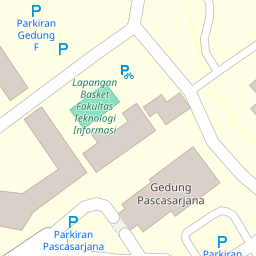 P
Parkiran
Gedung
F
P
P
Lapangan
Basket
Fakultas
Teknologi
Informasi
Gedung
Pascasarjana
P
Parkiran
Pascasarjana
P
Parkiran